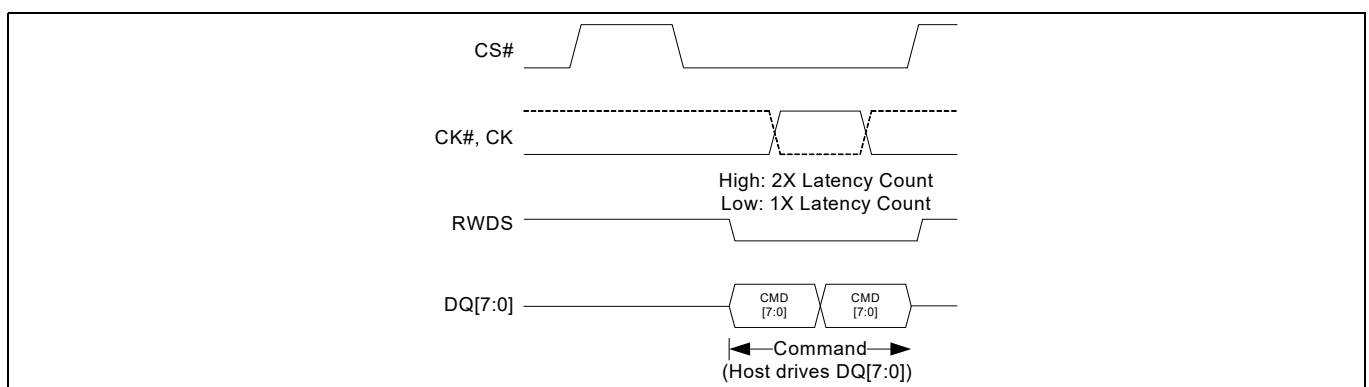 CS#
CK#, CK
High: 2X Latency Count
Low: 1X Latency Count
RWDS
DQ[7:0]
CMD
[7:0]
CMD
[7:0]
Command
(Host drives DQ[7:0])